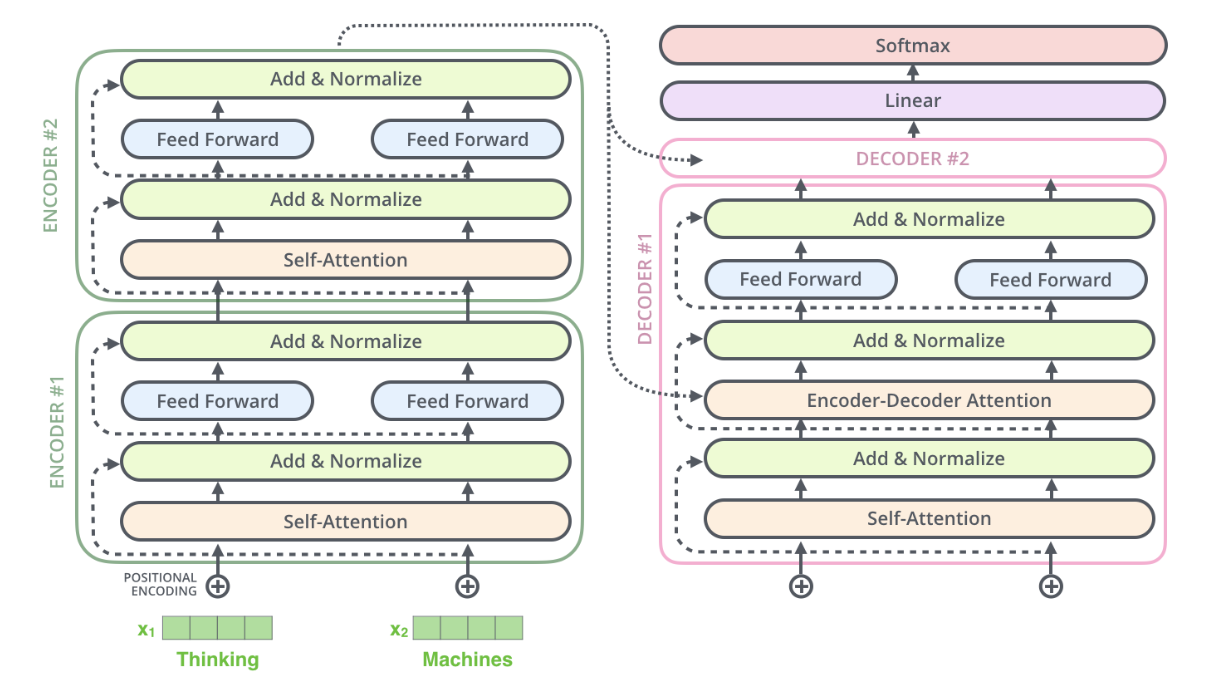 ENCODER #2
Add & Normalize
Feed Forward
Feed Forward
Add & Normalize
Self-Attention
ENCODER #1
Add & Normalize
Feed Forward
Feed Forward
Add & Normalize
Self-Attention
POSITIONAL
ENCODING
x1
x2
Thinking
Machines
Softmax
Linear
DECODER #2
DECODER #1
Add & Normalize
Feed Forward
Feed Forward
Add & Normalize
Encoder-Decoder Attention
Add & Normalize
Self-Attention